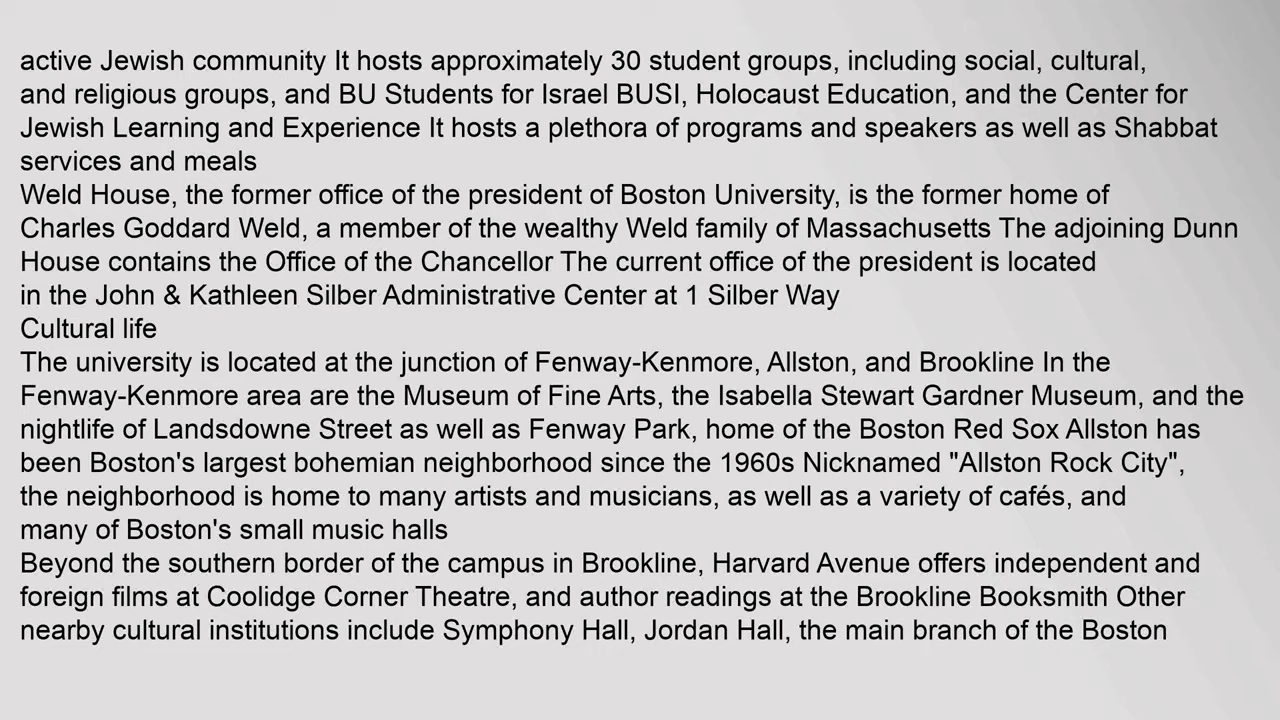 active Jewish community It hosts approximately 30 student groups, including social, cultural,
and religious groups, and BU Students for Israel BUSI, Holocaust Education, and the Center for
Jewish Learning and Experience It hosts a plethora of programs and speakers as well as Shabbat
services and meals
Weld House, the former office of the president of Boston University, is the former home of
Charles Goddard Weld, a member of the wealthy Weld family of Massachusetts The adjoining Dunn
House contains the Office of the Chancellor The current office of the president is located
in the John & Kathleen Silber Administrative Center at 1 Silber Way
Cultural life
The university is located at the junction of Fenway-Kenmore, Allston, and Brookline In the
Fenway-Kenmore area are the Museum of Fine Arts, the Isabella Stewart Gardner Museum, and the
nightlife of Landsdowne Street as well as Fenway Park, home of the Boston Red Sox Allston has
been Boston's largest bohemian neighborhood since the 1960s Nicknamed "Allston Rock City",
the neighborhood is home to many artists and musicians, as well as a variety of cafés, and
many of Boston's small music halls
Beyond the southern border of the campus in Brookline, Harvard Avenue offers independent and
foreign films at Coolidge Corner Theatre, and author readings at the Brookline Booksmith Other
nearby cultural institutions include Symphony Hall, Jordan Hall, the main branch of the Boston